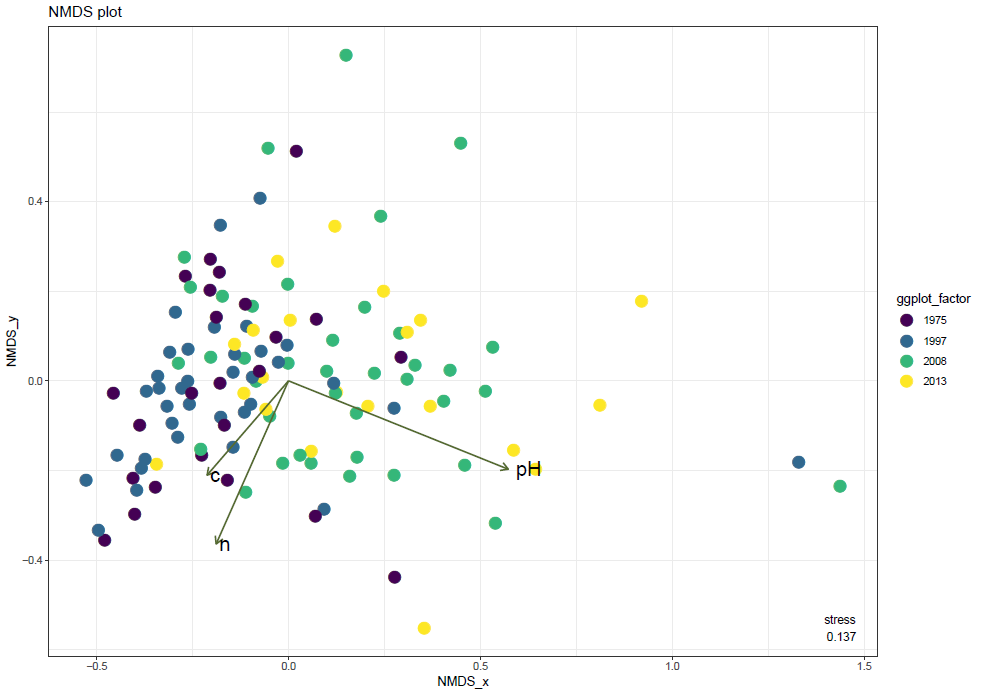 NMDS plot
NMDS_y
0.4
0.0
−0.4
−0.5
0.0
0.5
1.0
1.5
NMDS_x
pH
c
n
stress
0.137
ggplot_factor
1975
1997
2008
2013